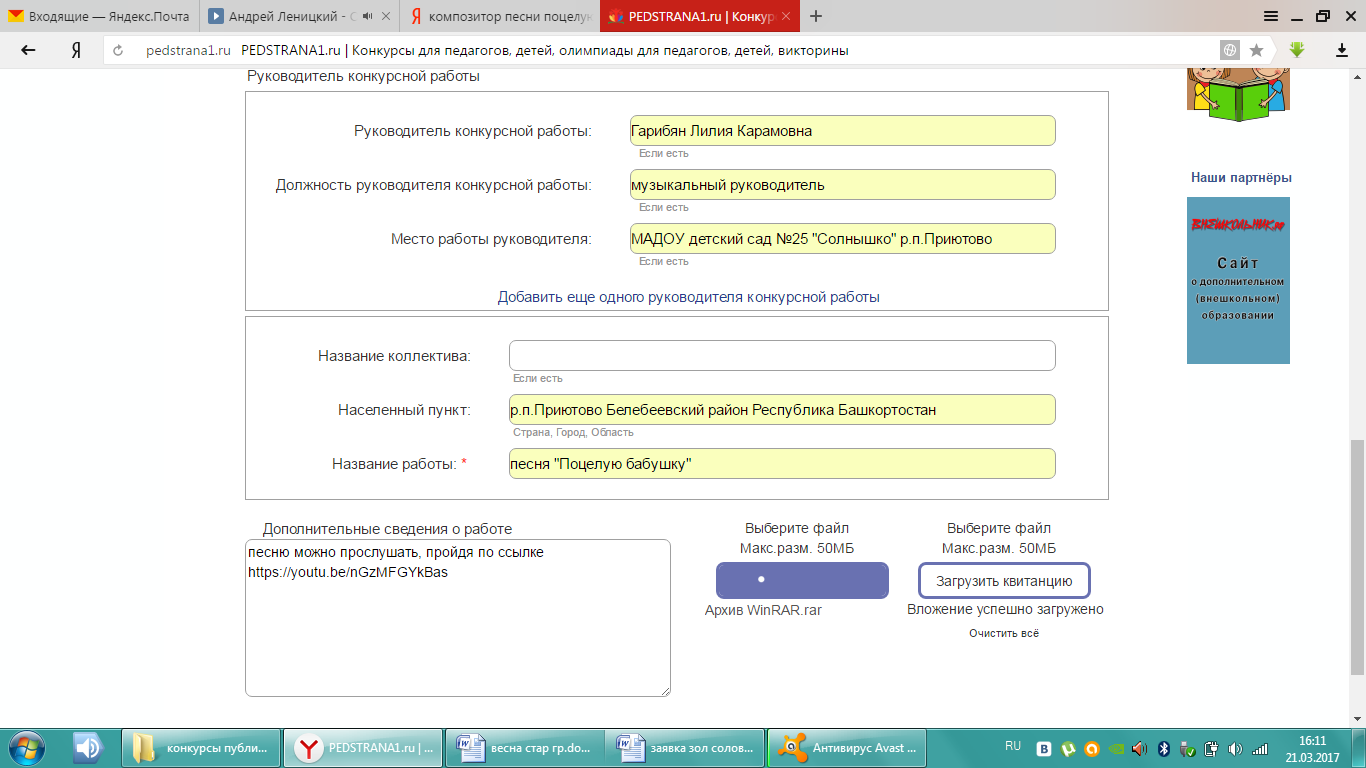 Входящие — Яндекс.Почта
Андрей Леницкий - С
композитор песни поцелую
PEDSTRANA1.ru | Конкур
pedstrana1.ru PEDSTRANA1.ru | Конкурсы для педагогов, детей, олимпиады для педагогов, детей, викторины
Руководитель конкурсной работы
Руководитель конкурсной работы: Гарибян Лилия Карамовна
Если есть
Должность руководителя конкурсной работы: музыкальный руководитель
Если есть
Место работы руководителя: МАДОУ детский сад №25 "Солнышко" р.п.Приютово
Если есть
Добавить еще одного руководителя конкурсной работы
Название коллектива:
Если есть
Населенный пункт: р.п.Приютово Белебеевский район Республика Башкортостан
Страна, Город, Область
Название работы: * песня "Поцелую бабушку"
Дополнительные сведения о работе
песню можно прослушать, пройдя по ссылке
https://youtu.be/nGzMFGYkBas
Выберите файл
Макс.разм. 50МБ
Архив WinRAR.rar
Выберите файл
Макс.разм. 50МБ
Загрузить квитанцию
Вложение успешно загружено
Очистить всё
Наши партнёры
ВНЕШКОЛЬНИК.РФ
Сайт
о дополнительном
(внешкольном)
образовании
конкурсы публи...
PEDSTRANA1.ru | ...
весна стар гр.do...
заявка зол солов...
Антивирус Avast ...
RU
16:11
21.03.2017